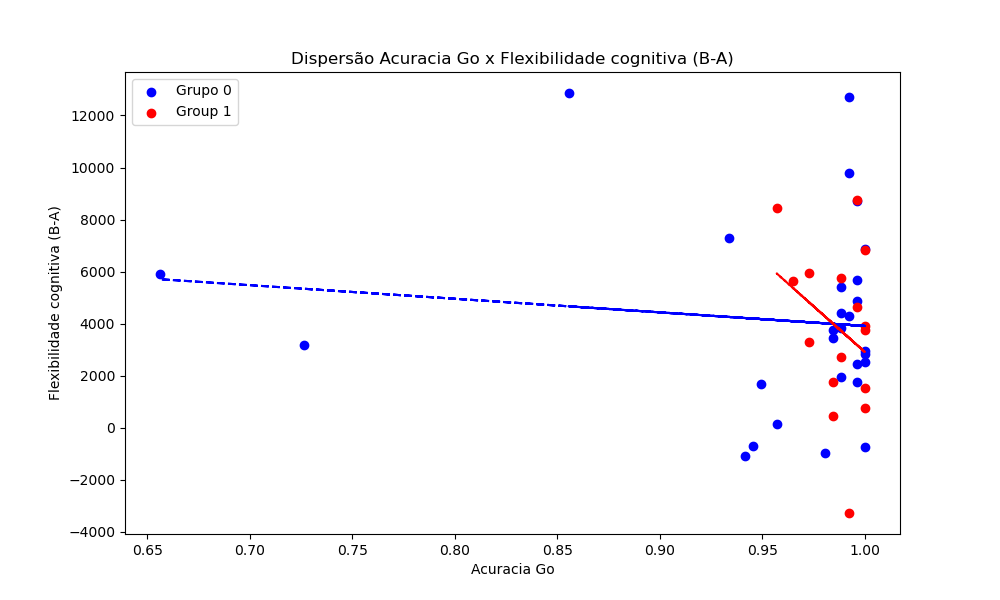 Dispersão Acuracia Go x Flexibilidade cognitiva (B-A)
Grupo 0
Group 1
12000
10000
8000
6000
4000
2000
0
−2000
−4000
Flexibilidade cognitiva (B-A)
0.65 0.70 0.75 0.80 0.85 0.90 0.95 1.00
Acuracia Go